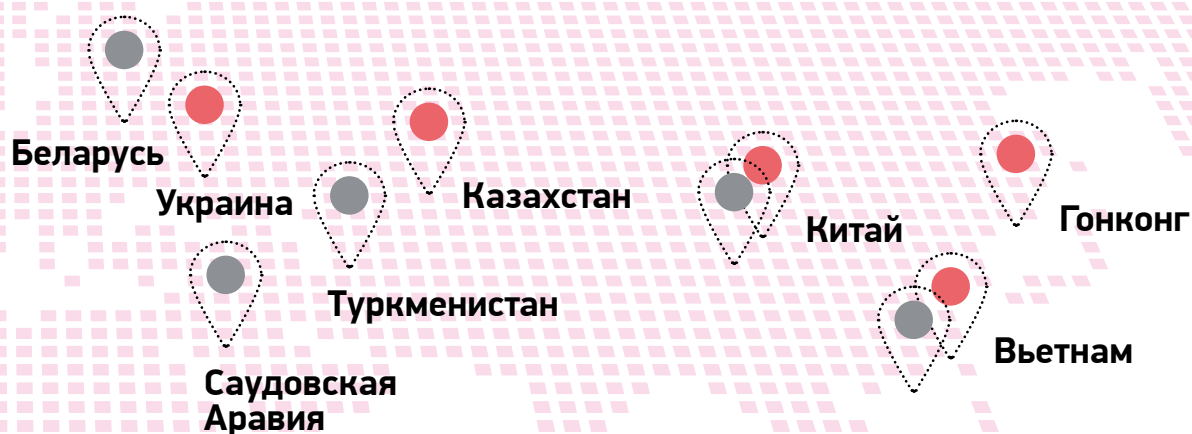 Беларусь
Украина
Казахстан
Китай
Гонконг
Туркменистан
Вьетнам
Саудовская
Аравия